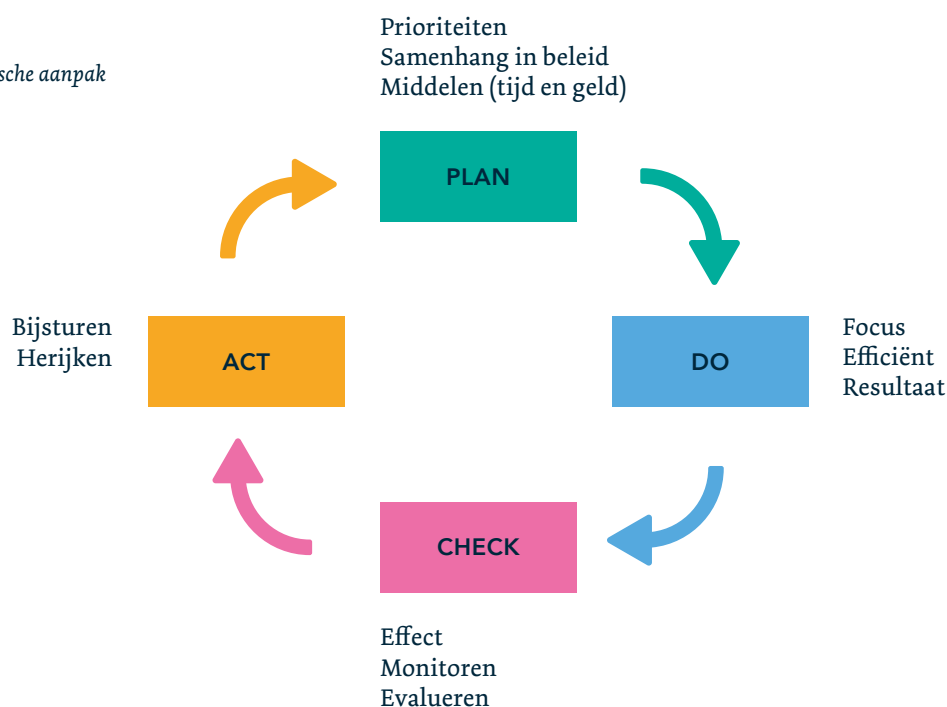 Prioriteiten
Samenhang in beleid
Middelen (tijd en geld)
sche aanpak
PLAN
Bijsturen
Herijken
ACT
DO
Focus
Efficiënt
Resultaat
CHECK
Effect
Monitoren
Evalueren